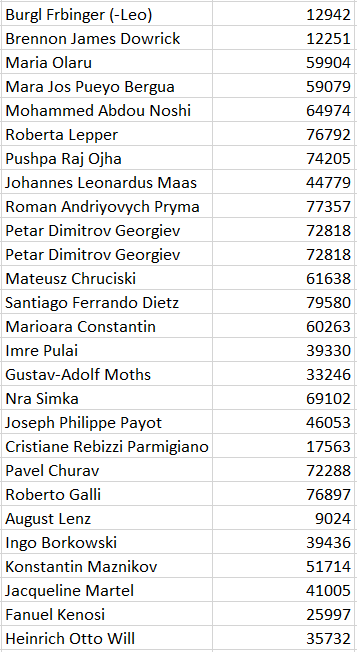 Burgl Frbinger (-Leo) 12942
Brennon James Dowrick 12251
Maria Olaru 59904
Mara Jos Pueyo Bergua 59079
Mohammed Abdou Noshi 64974
Roberta Lepper 76792
Pushpa Raj Ojha 74205
Johannes Leonardus Maas 44779
Roman Andriyovych Pryma 77357
Petar Dimitrov Georgiev 72818
Petar Dimitrov Georgiev 72818
Mateusz Chruciski 61638
Santiago Ferrando Dietz 79580
Marioara Constantin 60263
Imre Pulai 39330
Gustav-Adolf Moths 33246
Nra Simka 69102
Joseph Philippe Payot 46053
Cristiane Rebizzi Parmigiano 17563
Pavel Churav 72288
Roberto Galli 76897
August Lenz 9024
Ingo Borkowski 39436
Konstantin Maznikov 51714
Jacqueline Martel 41005
Fanuel Kenosi 25997
Heinrich Otto Will 35732